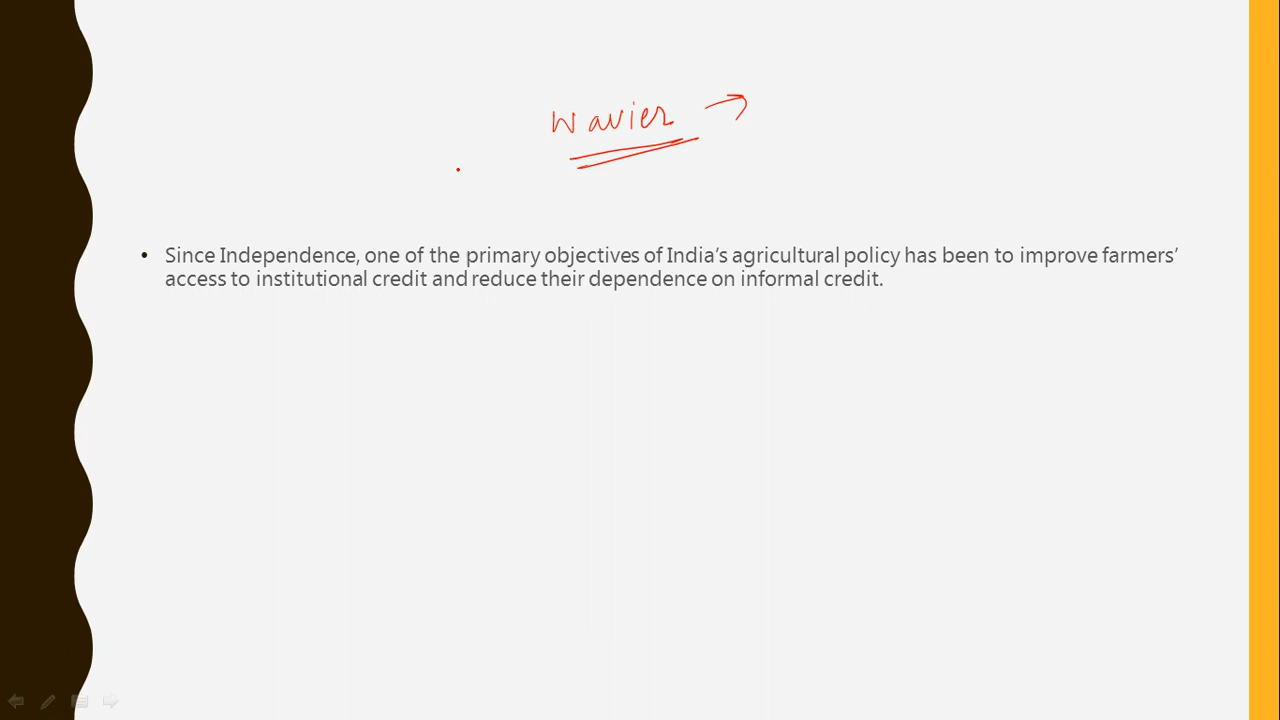 wavier →
• Since Independence, one of the primary objectives of India’s agricultural policy has been to improve farmers’
access to institutional credit and reduce their dependence on informal credit.